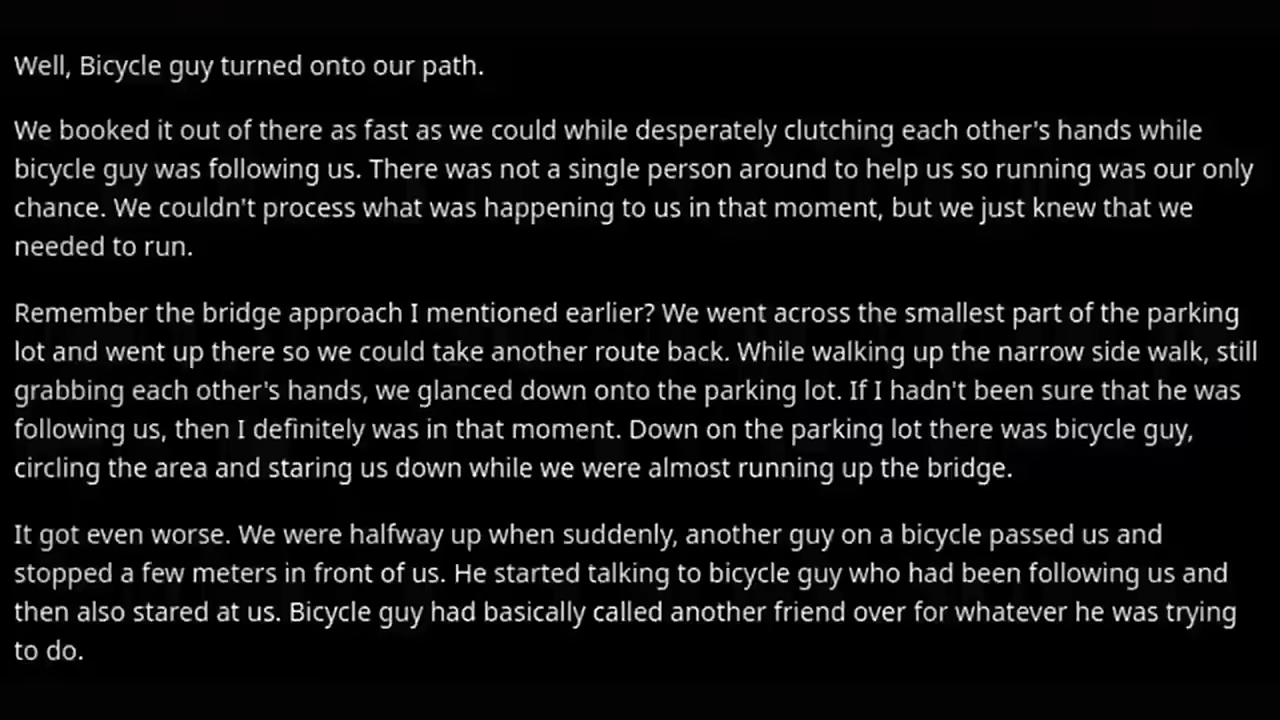 Well, Bicycle guy turned onto our path.
We booked it out of there as fast as we could while desperately clutching each other's hands while
bicycle guy was following us. There was not a single person around to help us so running was our only
chance. We couldn't process what was happening to us in that moment, but we just knew that we
needed to run.
Remember the bridge approach I mentioned earlier? We went across the smallest part of the parking
lot and went up there so we could take another route back. While walking up the narrow side walk, still
grabbing each other's hands, we glanced down onto the parking lot. If I hadn't been sure that he was
following us, then I definitely was in that moment. Down on the parking lot there was bicycle guy,
circling the area and staring us down while we were almost running up the bridge.
It got even worse. We were halfway up when suddenly, another guy on a bicycle passed us and
stopped a few meters in front of us. He started talking to bicycle guy who had been following us and
then also stared at us. Bicycle guy had basically called another friend over for whatever he was trying
to do.